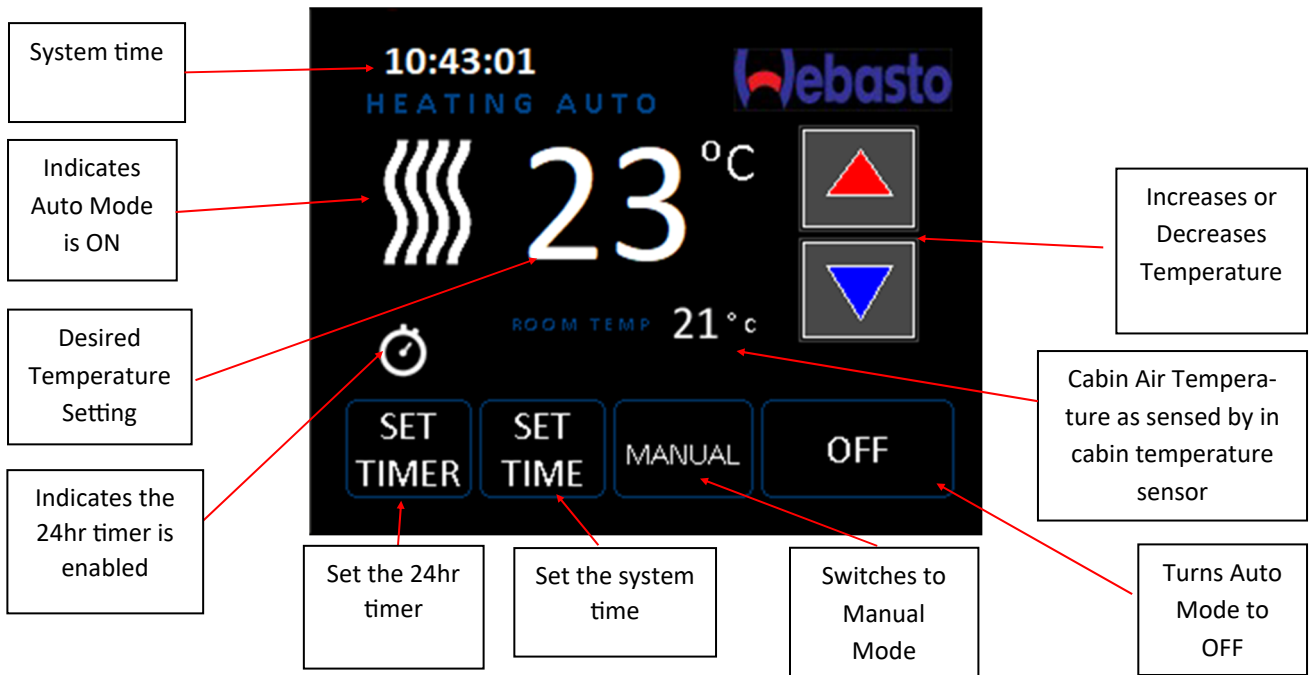 System time
Indicates
Auto Mode
is ON
Desired
Temperature
Setting
Indicates the
24hr timer is
enabled
10:43:01
HEATING AUTO
Webasto
23 °C
ROOM TEMP 21 ° c
SET
TIMER
SET
TIME
MANUAL
OFF
Increases or
Decreases
Temperature
Cabin Air Tempera-
ture as sensed by in
cabin temperature
sensor
Set the 24hr
timer
Set the system
time
Switches to
Manual
Mode
Turns Auto
Mode to
OFF